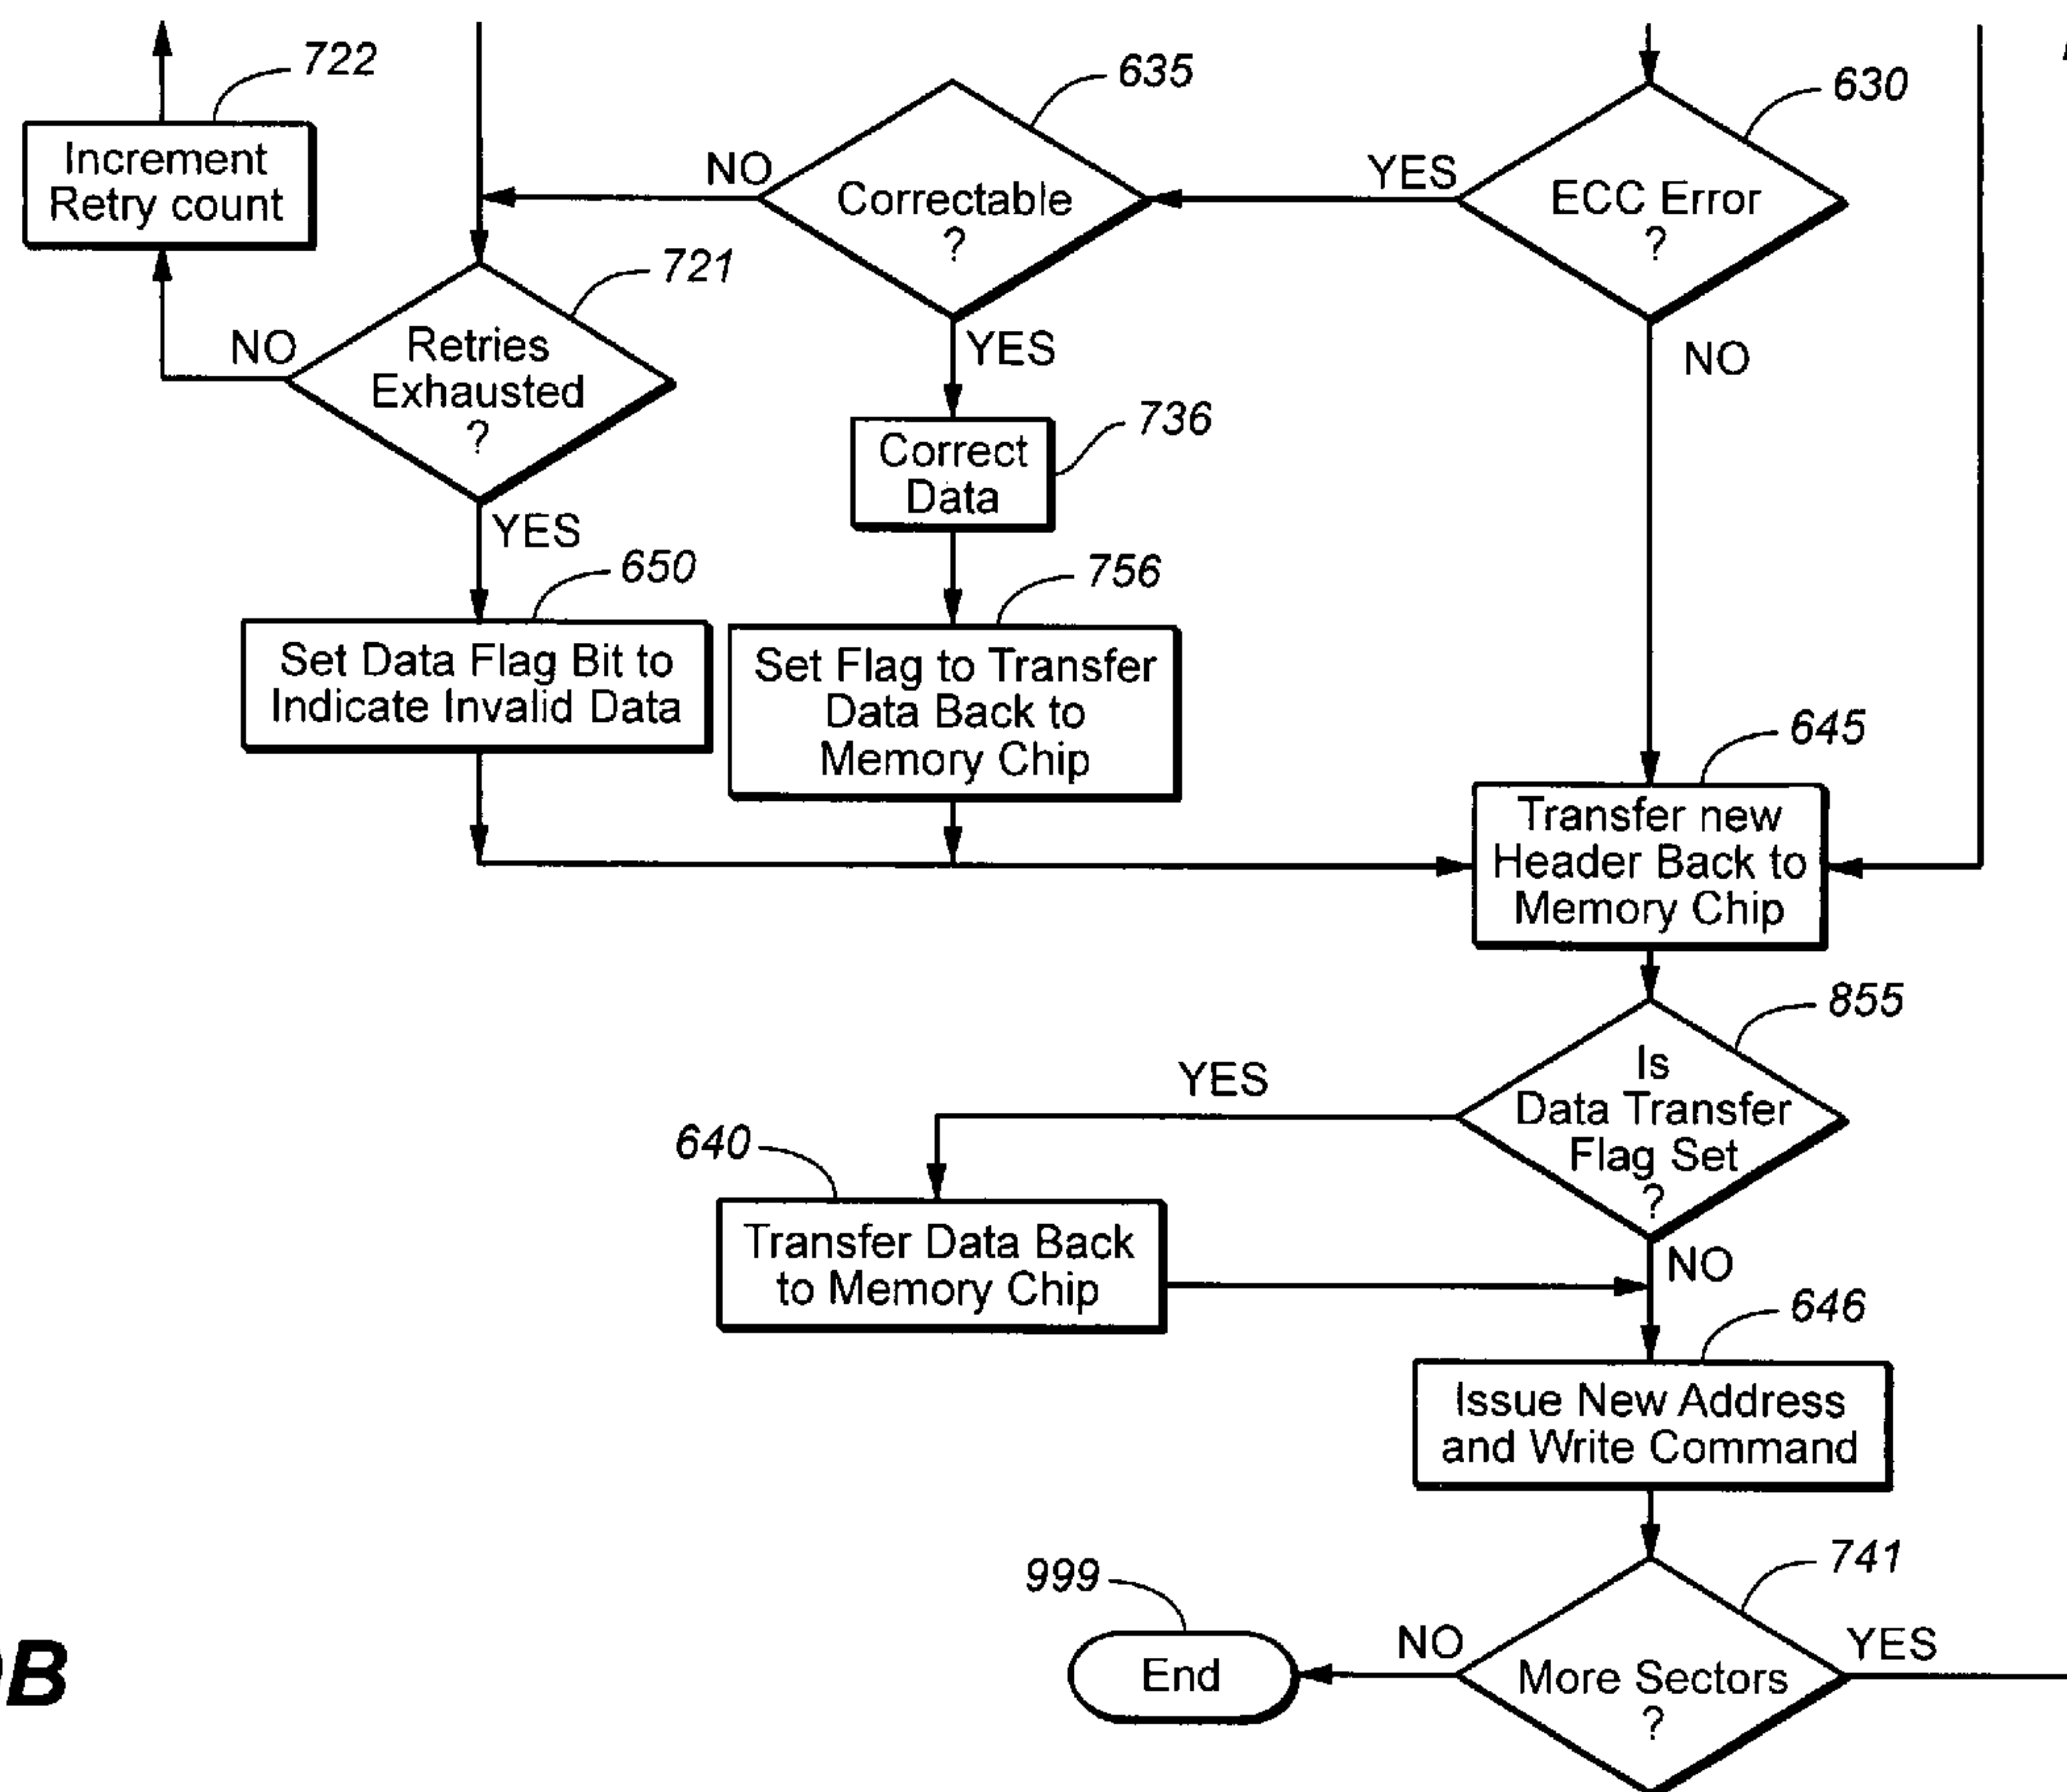 722
Increment
Retry count
635
Correctable
?
NO
YES
630
ECC Error
?
YES
NO
721
Retries
Exhausted
?
NO
YES
736
Correct
Data
650
Set Data Flag Bit to
Indicate Invalid Data
756
Set Flag to Transfer
Data Back to
Memory Chip
645
Transfer new
Header Back to
Memory Chip
855
Is
Data Transfer
Flag Set
?
YES
NO
640
Transfer Data Back
to Memory Chip
646
Issue New Address
and Write Command
741
More Sectors
?
NO
YES
999
End
B